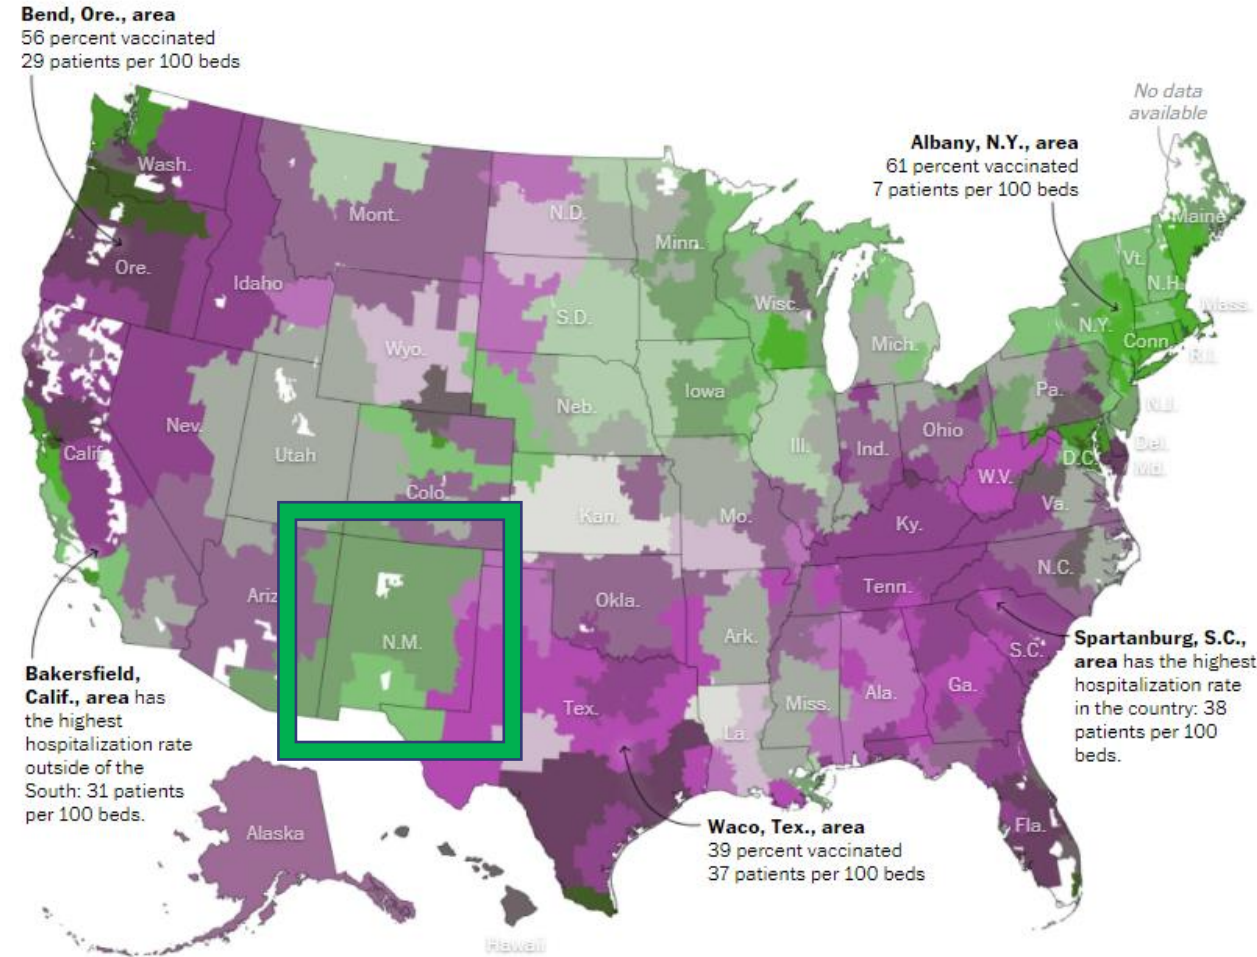 Bend, Ore., area
56 percent vaccinated
29 patients per 100 beds
No data
available
Albany, N.Y., area
61 percent vaccinated
7 patients per 100 beds
Wash.
Mont.
N.D.
Minn.
Maine
Ore.
Idaho
S.D.
Wisc.
Vt.
N.H.
Mass.
Wyo.
Mich.
N.Y.
Conn.
R.I.
Nev.
Utah
Neb.
Iowa
Ill.
Ind.
Ohio
Pa.
N.J.
Calif.
Colo.
Kan.
Mo.
W.V.
D.C.
Del.
Md.
Va.
Ky.
Ariz
N.M.
Okla.
Ark.
Tenn.
N.C.
S.C.
Tex.
La.
Miss.
Ala.
Ga.
Fla.
Alaska
Hawaii
Bakersfield,
Calif., area has
the highest
hospitalization rate
outside of the
South: 31 patients
per 100 beds.
Spartanburg, S.C.,
area has the highest
hospitalization rate
in the country: 38
patients per 100
beds.
Waco, Tex., area
39 percent vaccinated
37 patients per 100 beds